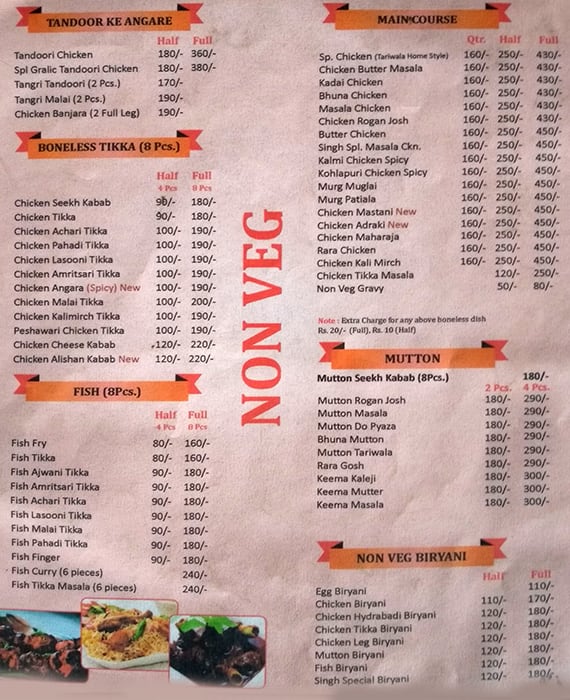 TANDOOR KE ANGARE
Half Full
Tandoori Chicken 180/- 360/-
Spl Gralic Tandoori Chicken 180/- 380/-
Tangri Tandoori (2 Pcs.) 170/-
Tangri Malai (2 Pcs.) 190/-
Chicken Banjara (2 Full Leg) 190/-
BONELESS TIKKA (8 Pcs.)
Half Full
4 Pcs 8 Pcs
Chicken Seekh Kabab 90/- 180/-
Chicken Tikka 90/- 180/-
Chicken Achari Tikka 100/- 190/-
Chicken Pahadi Tikka 100/- 190/-
Chicken Lasooni Tikka 100/- 190/-
Chicken Amritsari Tikka 100/- 190/-
Chicken Angara (Spicy) New 100/- 190/-
Chicken Malai Tikka 100/- 200/-
Chicken Kalimirch Tikka 100/- 190/-
Peshawari Chicken Tikka 100/- 190/-
Chicken Cheese Kabab 120/- 220/-
Chicken Alishan Kabab New 120/- 220/-
FISH (8Pcs.)
Half Full
4 Pcs 8 Pcs
Fish Fry 80/- 160/-
Fish Tikka 80/- 160/-
Fish Ajwani Tikka 90/- 180/-
Fish Amritsari Tikka 90/- 180/-
Fish Achari Tikka 90/- 180/-
Fish Lasooni Tikka 90/- 180/-
Fish Malai Tikka 90/- 180/-
Fish Pahadi Tikka 90/- 180/-
Fish Finger 90/- 180/-
Fish Curry (6 pieces) 240/-
Fish Tikka Masala (6 pieces) 240/-
NON VEG
MAIN COURSE
Qtr. Half Full
Sp. Chicken (Tariwala Home Style) 160/- 250/- 430/-
Chicken Butter Masala 160/- 250/- 430/-
Kadai Chicken 160/- 250/- 430/-
Bhuna Chicken 160/- 250/- 430/-
Masala Chicken 160/- 250/- 430/-
Chicken Rogan Josh 160/- 250/- 430/-
Butter Chicken 160/- 250/- 450/-
Singh Spl. Masala Ckn. 160/- 250/- 450/-
Kalmi Chicken Spicy 160/- 250/- 450/-
Kohlapuri Chicken Spicy 160/- 250/- 450/-
Murg Muglai 160/- 250/- 450/-
Murg Patiala 160/- 250/- 450/-
Chicken Mastani New 160/- 250/- 450/-
Chicken Adraki New 160/- 250/- 450/-
Chicken Maharaja 160/- 250/- 450/-
Rara Chicken 160/- 250/- 450/-
Chicken Kali Mirch 160/- 250/- 450/-
Chicken Tikka Masala 120/- 250/-
Non Veg Gravy 50/- 80/-
Note : Extra Charge for any above boneless dish
Rs. 20/- (Full), Rs. 10 (Half)
MUTTON
Mutton Seekh Kabab (8Pcs.) 180/-
2 Pcs. 4 Pcs.
Mutton Rogan Josh 180/- 290/-
Mutton Masala 180/- 290/-
Mutton Do Pyaza 180/- 290/-
Bhuna Mutton 180/- 290/-
Mutton Tariwala 180/- 290/-
Rara Gosh 180/- 290/-
Keema Kaleji 180/- 300/-
Keema Mutter 180/- 300/-
Keema Masala 180/- 300/-
NON VEG BIRYANI
Half Full
Egg Biryani 110/-
Chicken Biryani 110/- 170/-
Chicken Hydrabadi Biryani 120/- 180/-
Chicken Tikka Biryani 120/- 180/-
Chicken Leg Biryani 120/- 180/-
Mutton Biryani 120/- 180/-
Fish Biryani 120/- 180/-
Singh Special Biryani 120/- 180/-